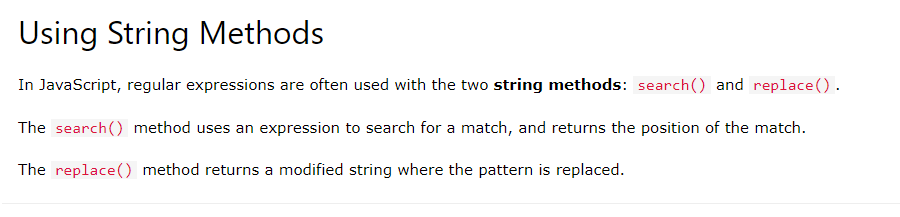 Using String Methods
In JavaScript, regular expressions are often used with the two string methods: search() and replace().
The search() method uses an expression to search for a match, and returns the position of the match.
The replace() method returns a modified string where the pattern is replaced.